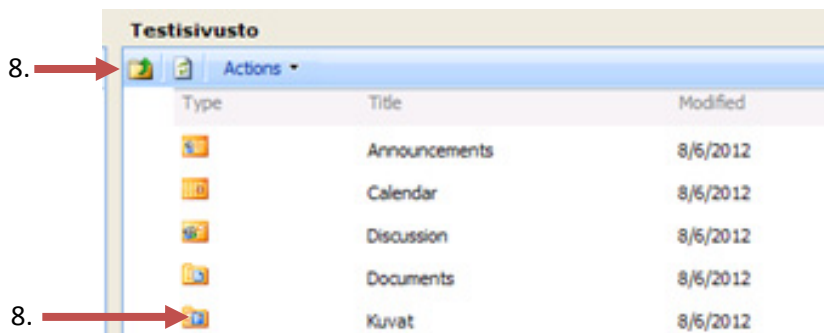 Testisivusto
8. Actions
Type Title Modified
Announcements 8/6/2012
Calendar 8/6/2012
Discussion 8/6/2012
Documents 8/6/2012
8. Kuvat 8/6/2012